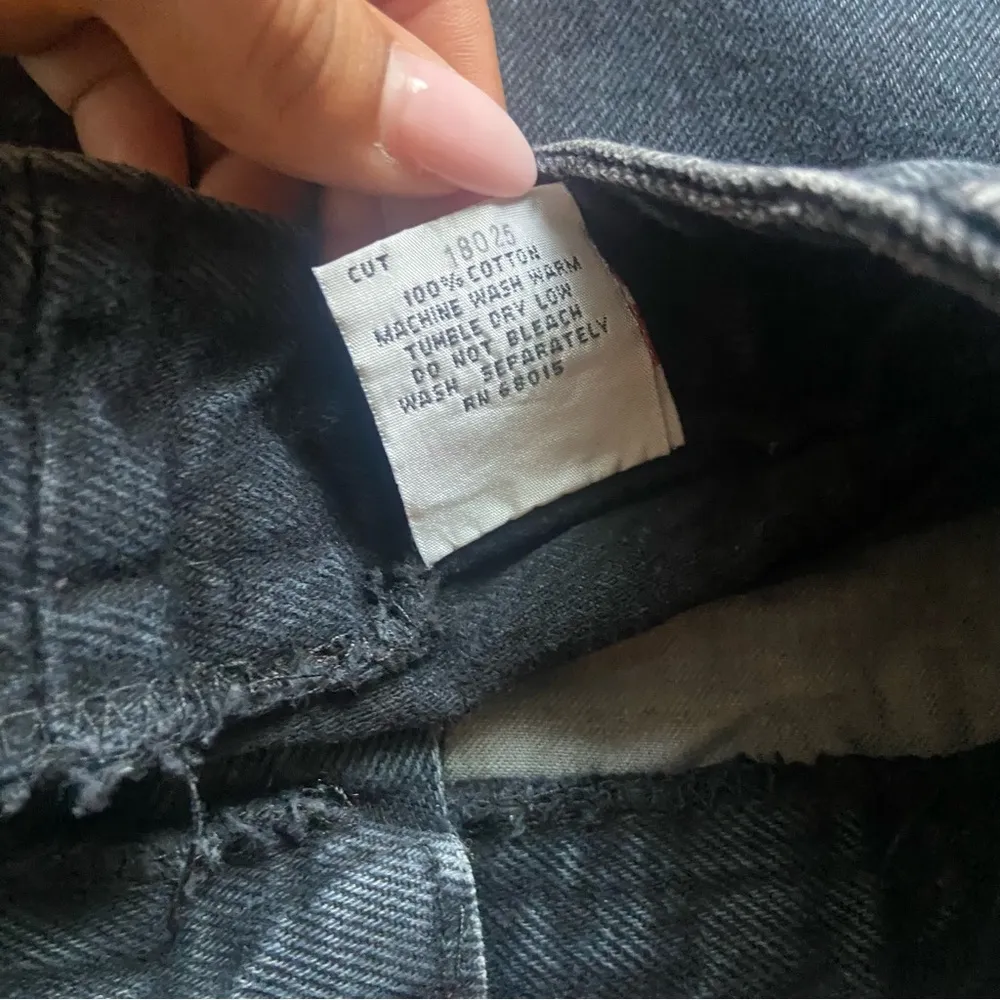 CUT 18025
100% COTTON
MACHINE WASH WARM
TUMBLE DRY LOW
DO NOT BLEACH
WASH SEPARATELY
RN 68015